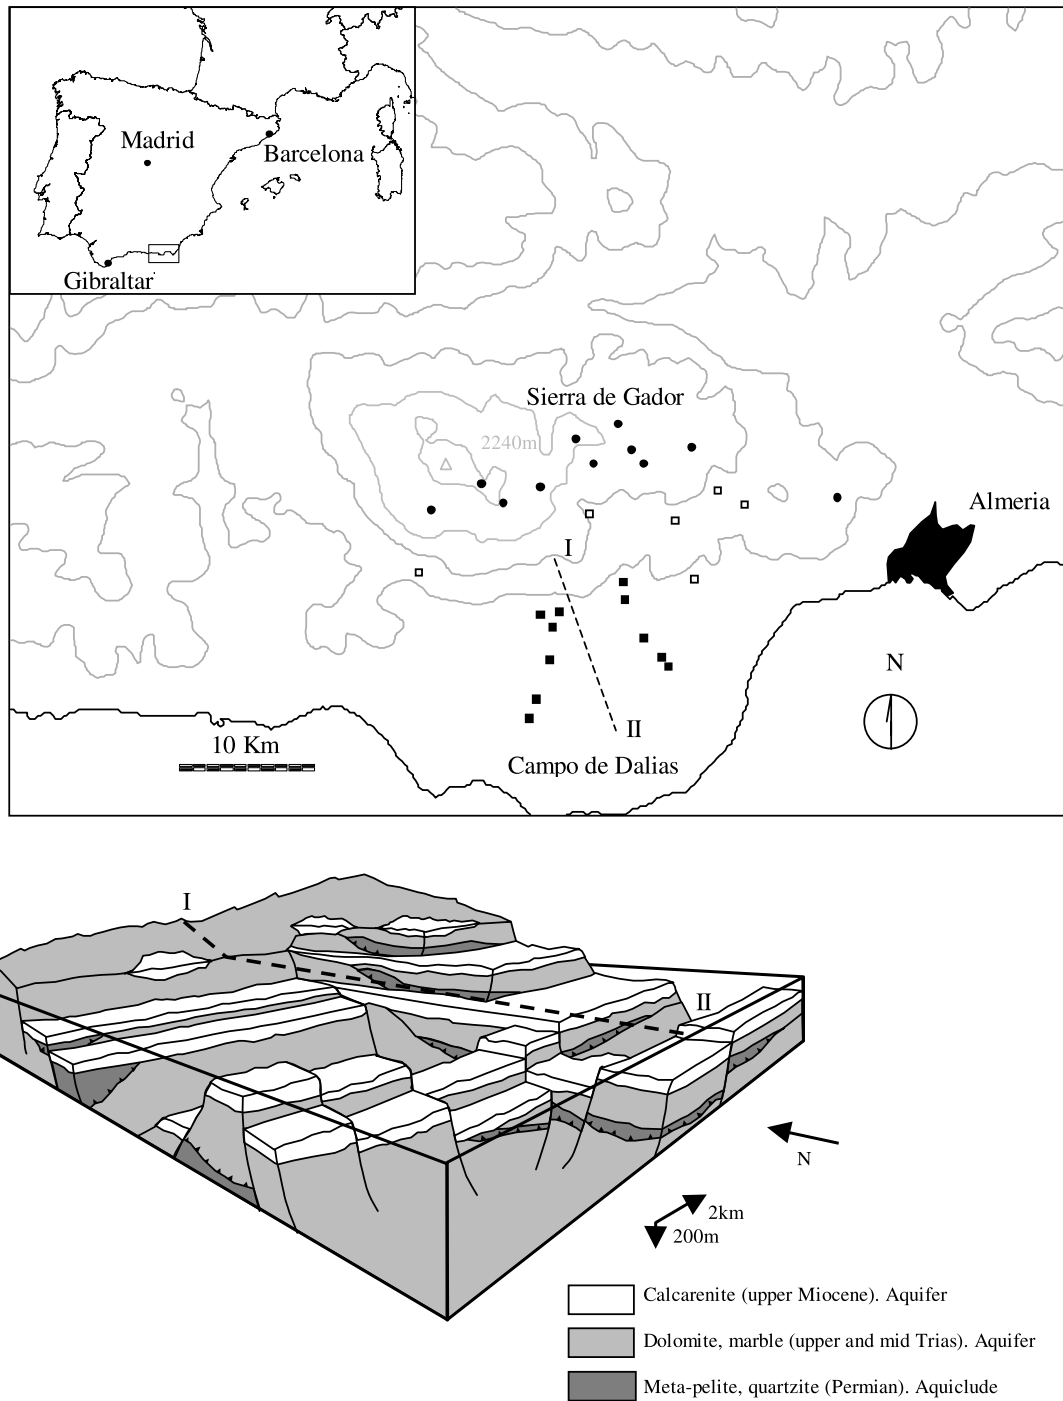 Madrid
Barcelona
Gibraltar
Sierra de Gador
2240m
Almeria
I
N
II
10 Km
Campo de Dalias
I
II
N
2km
200m
Calcarenite (upper Miocene). Aquifer
Dolomite, marble (upper and mid Trias). Aquifer
Meta-pelite, quartzite (Permian). Aquiclude